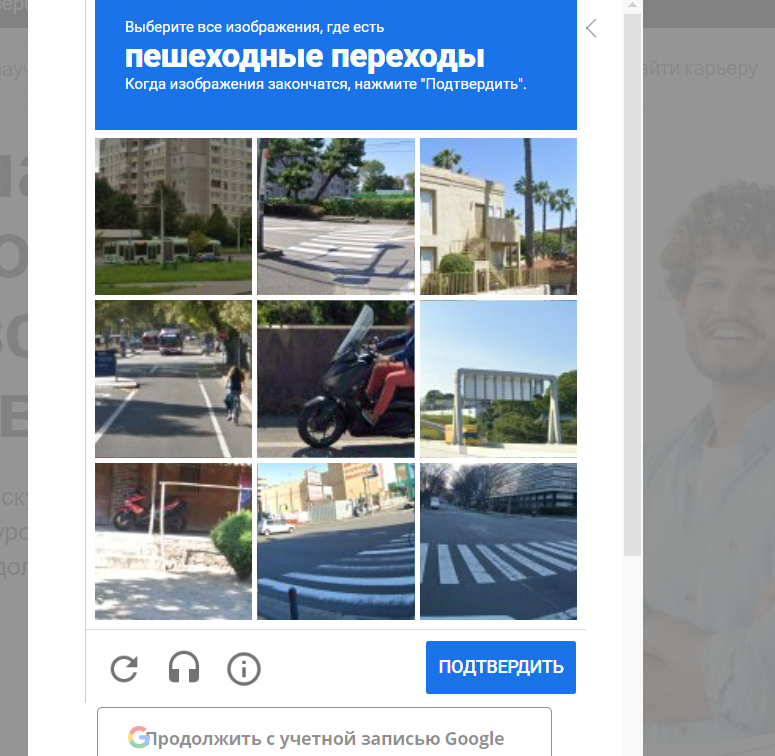 Выберите все изображения, где есть
пешеходные переходы
Когда изображения закончатся, нажмите "Подтвердить".
айти карьеру
ПОДТВЕРДИТЬ
Продолжить с учетной записью Google